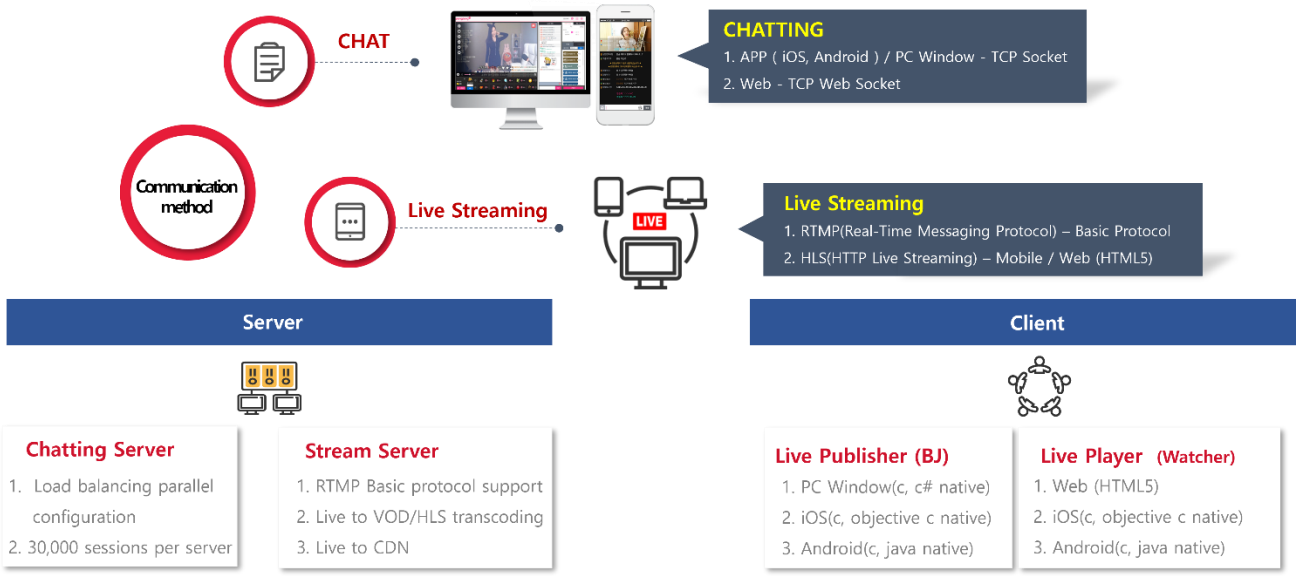 CHAT
CHATTING
1. APP ( iOS, Android ) / PC Window - TCP Socket
2. Web - TCP Web Socket
Communication
method
Live Streaming
LIVE
Live Streaming
1. RTMP(Real-Time Messaging Protocol) – Basic Protocol
2. HLS(HTTP Live Streaming) – Mobile / Web (HTML5)
Server
Chatting Server
1. Load balancing parallel
configuration
2. 30,000 sessions per server
Stream Server
1. RTMP Basic protocol support
2. Live to VOD/HLS transcoding
3. Live to CDN
Client
Live Publisher (BJ)
1. PC Window(c, c# native)
2. iOS(c, objective c native)
3. Android(c, java native)
Live Player (Watcher)
1. Web (HTML5)
2. iOS(c, objective c native)
3. Android(c, java native)